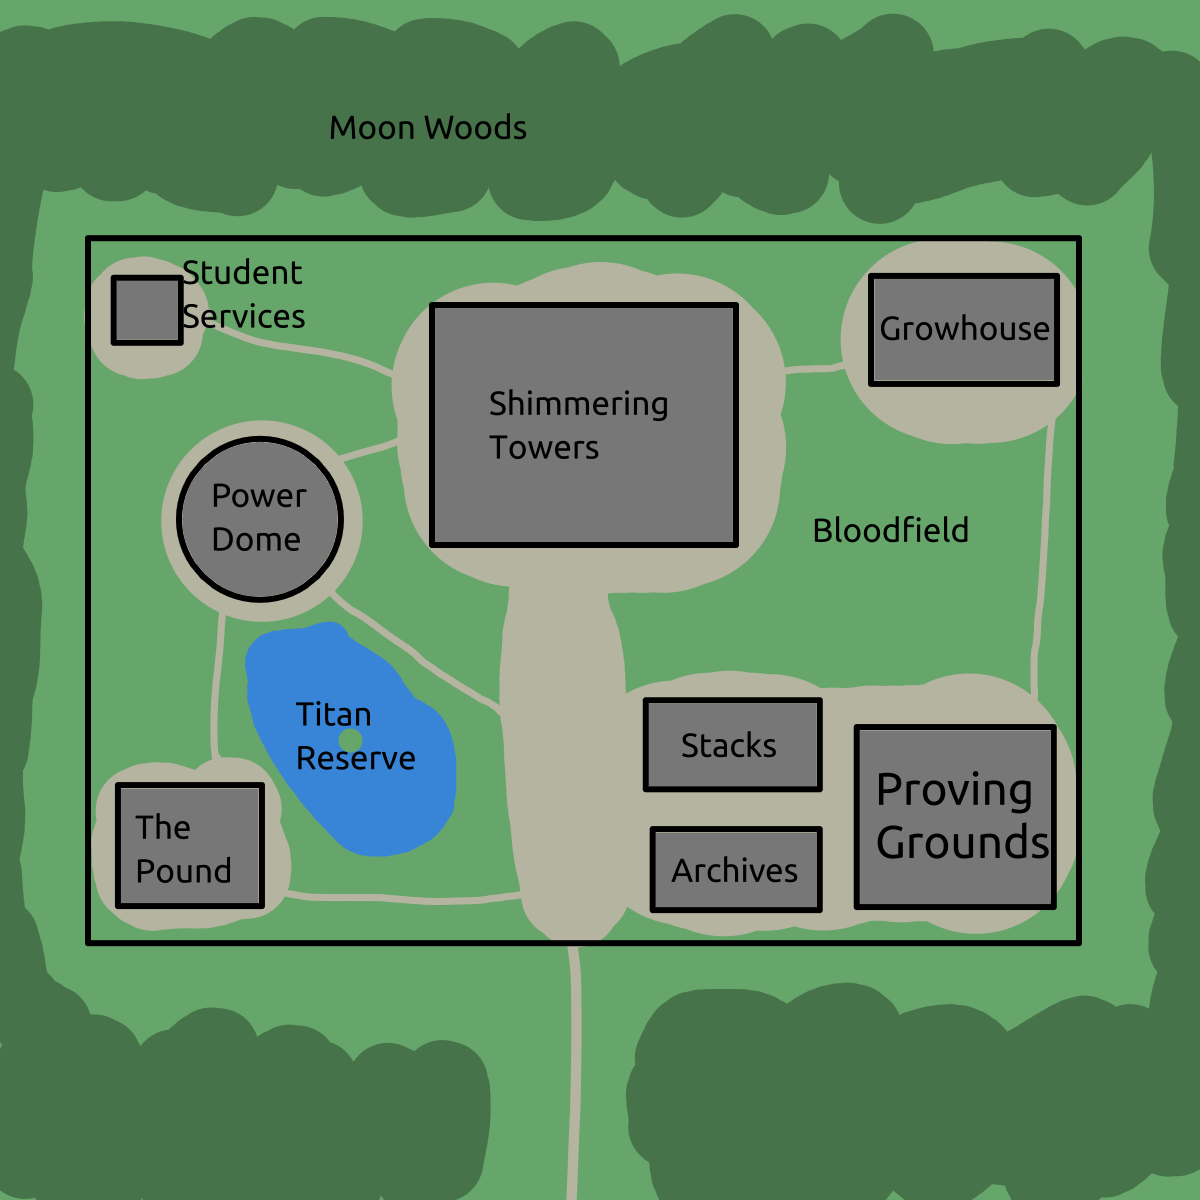 Moon Woods
Student
Services
Growhouse
Shimmering
Towers
Power
Dome
Bloodfield
Titan
Reserve
Stacks
Proving
Grounds
The
Pound
Archives